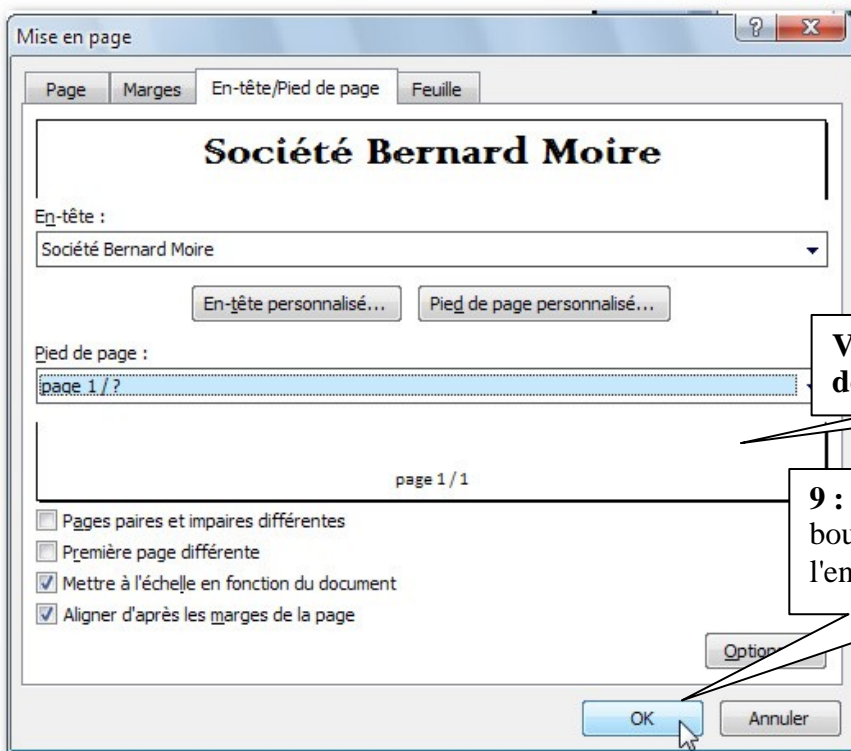 Mise en page
Page Marges En-tête/Pied de page Feuille
Société Bernard Moire
En-tête :
Société Bernard Moire
En-tête personnalisé... Pied de page personnalisé...
Pied de page :
page 1 / ?
page 1 / 1
Pages paires et impaires différentes
Première page différente
Mettre à l'échelle en fonction du document
Aligner d'après les marges de la page
9 :
OK Annuler